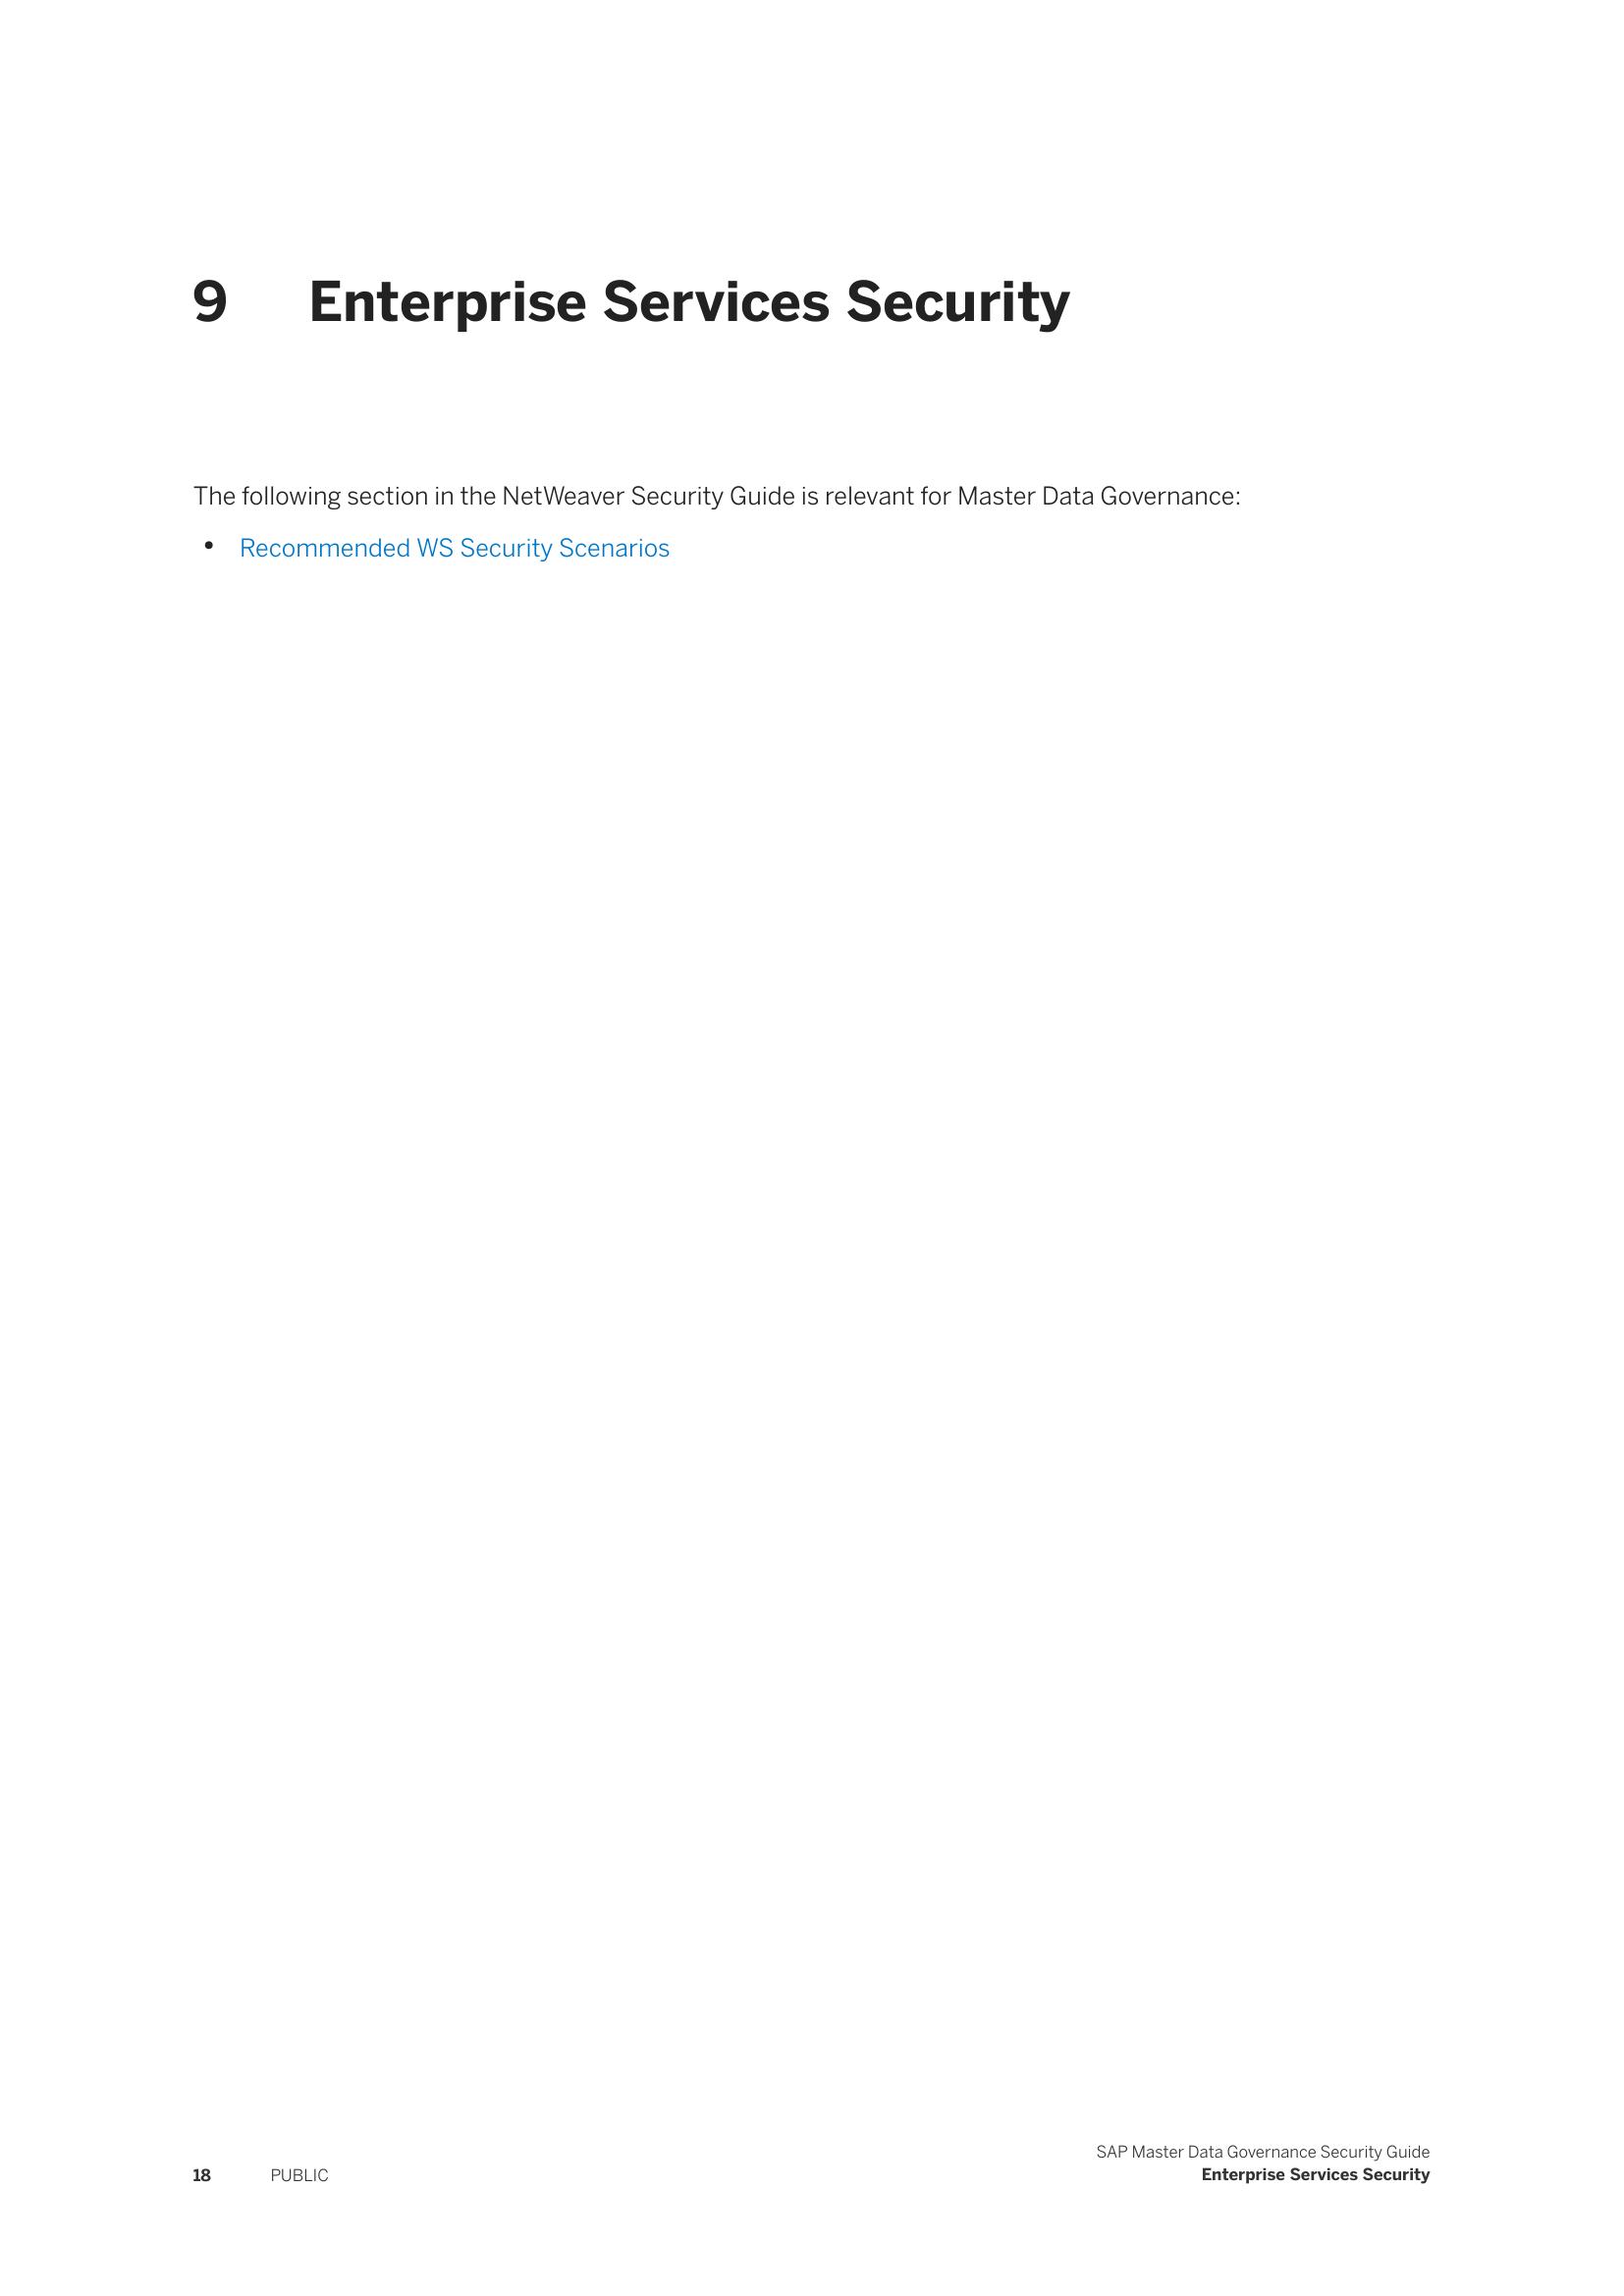 9 Enterprise Services Security
The following section in the NetWeaver Security Guide is relevant for Master Data Governance:
• Recommended WS Security Scenarios
SAP Master Data Governance Security Guide
18 PUBLIC Enterprise Services Security